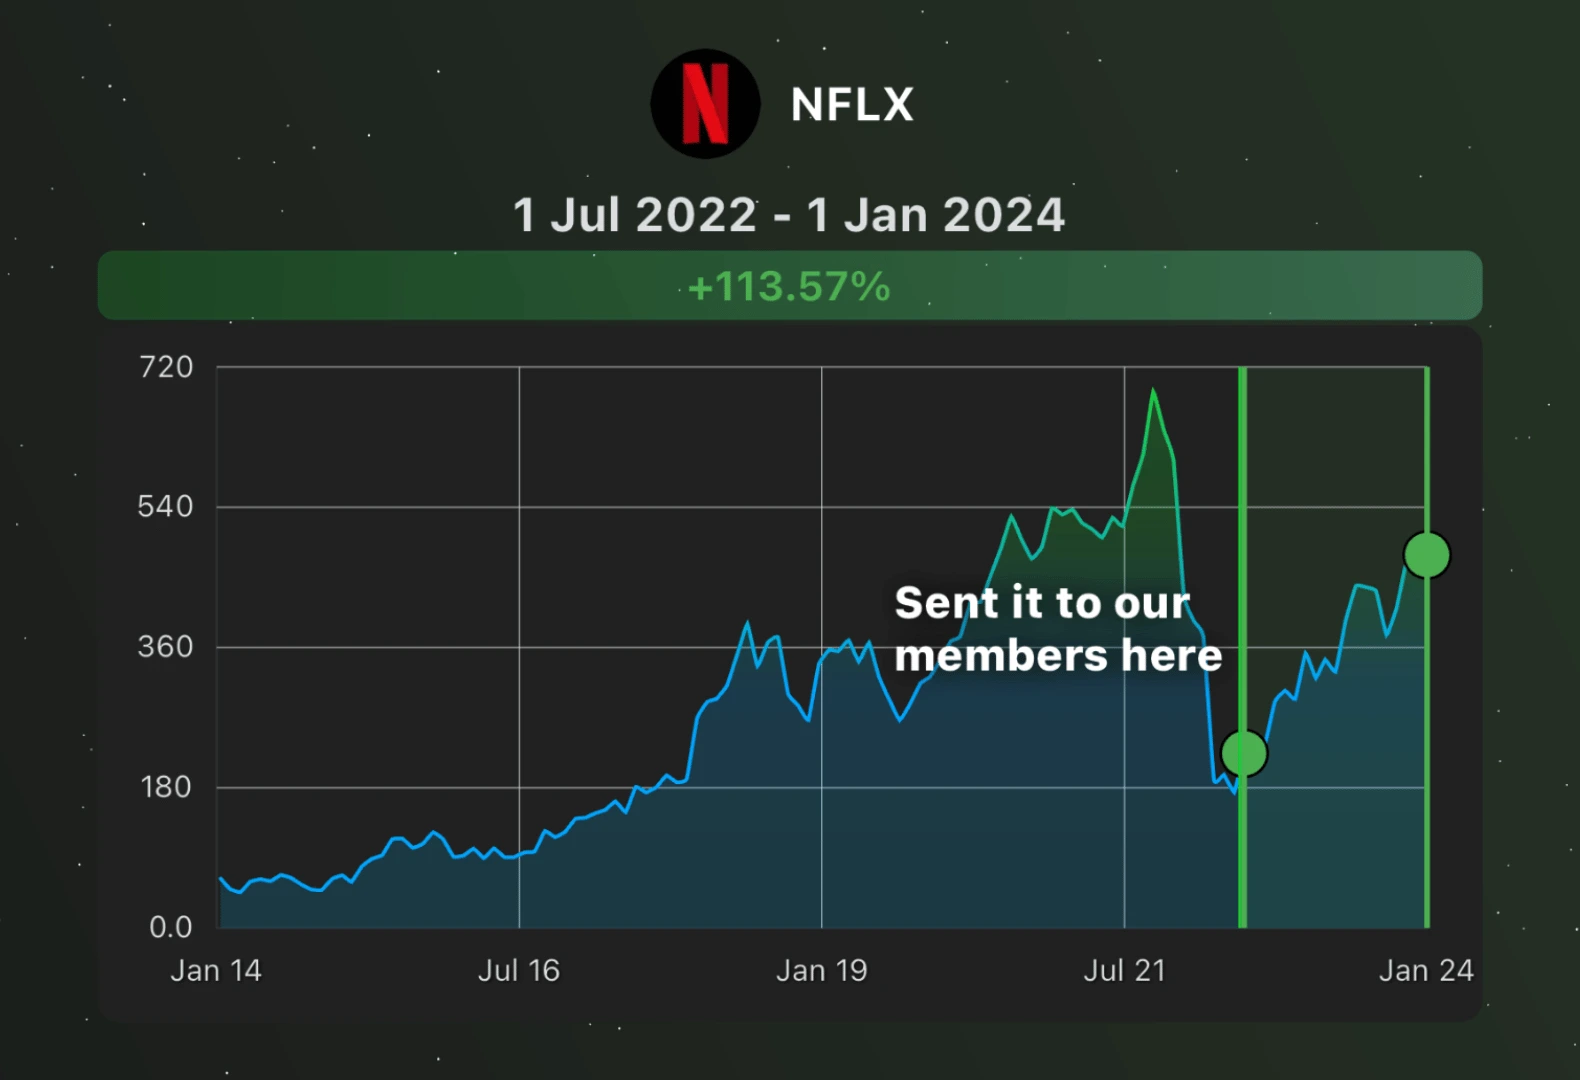 NFLX
1 Jul 2022 - 1 Jan 2024
+113.57%
720
540
360
180
0.0
Sent it to our
members here
Jan 14
Jul 16
Jan 19
Jul 21
Jan 24